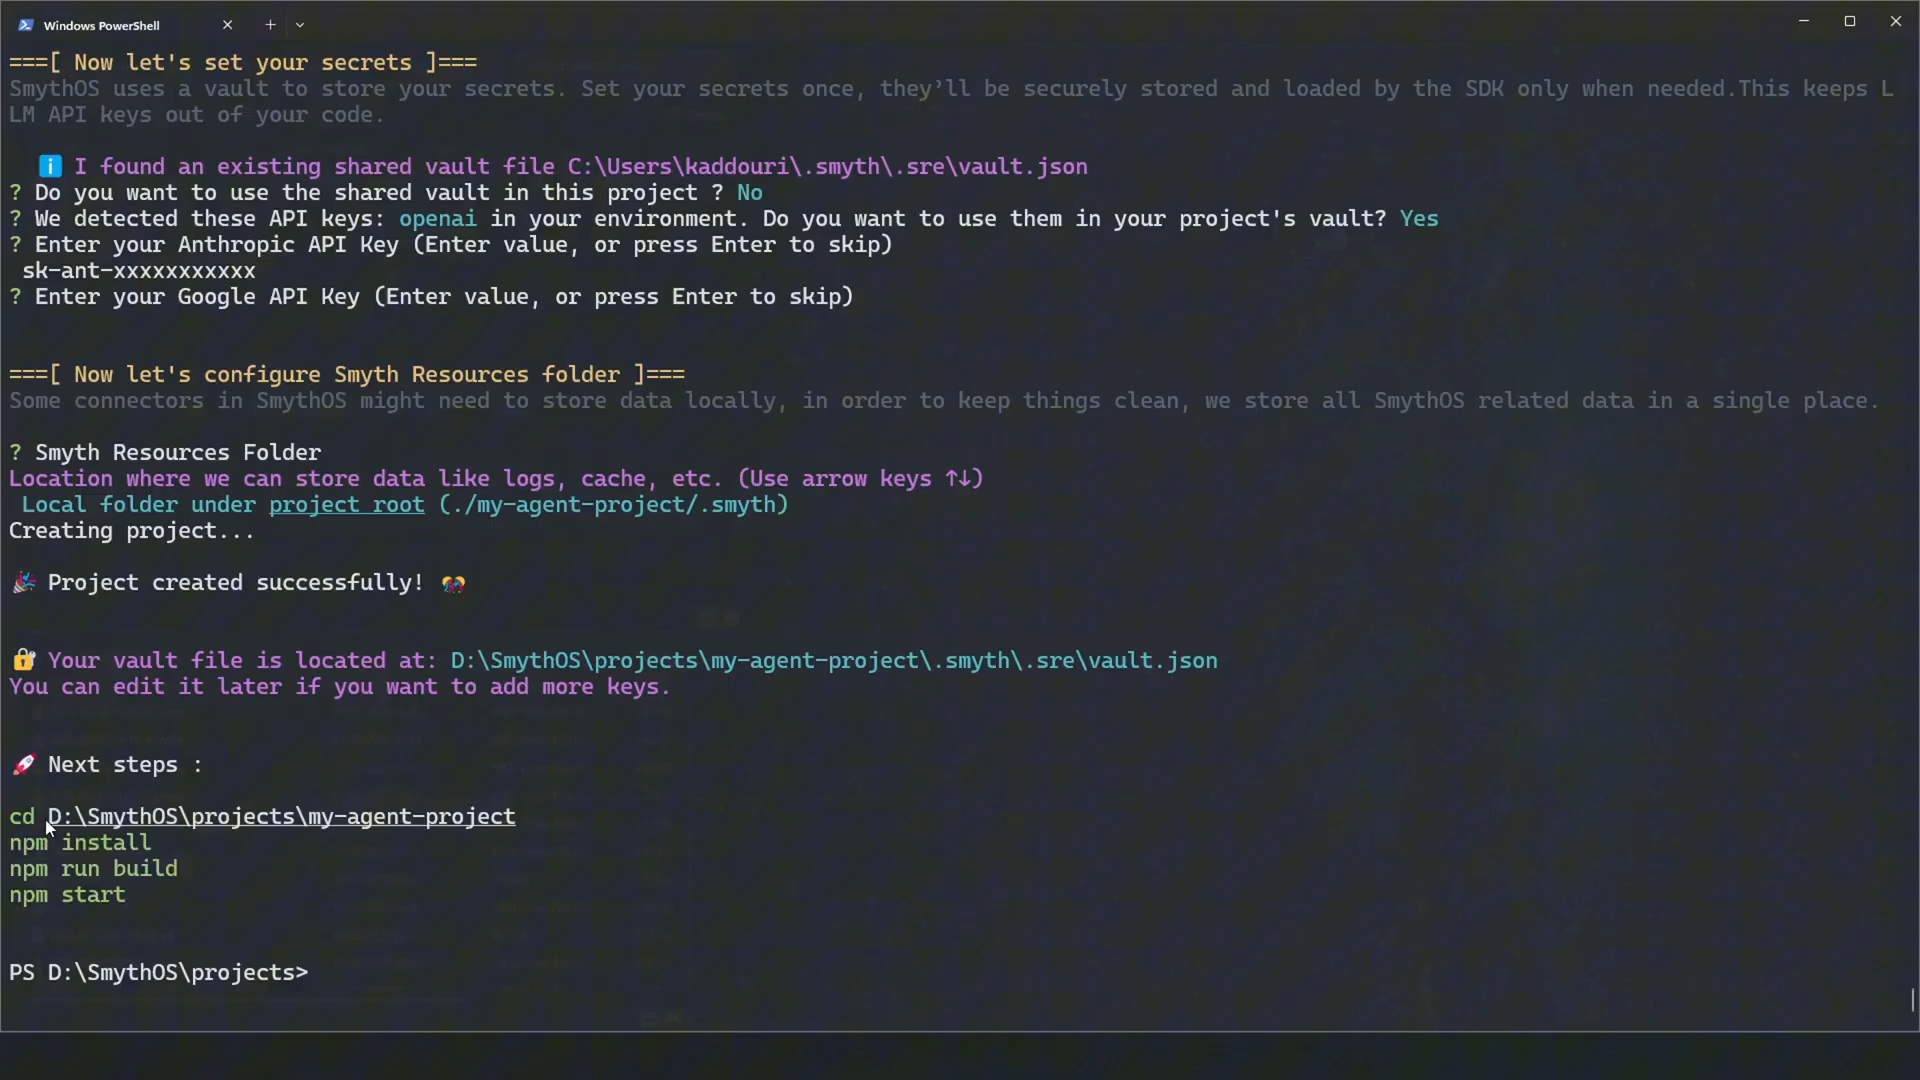 Windows PowerShell
===[ Now let's set your secrets ]===
SmythOS uses a vault to store your secrets. Set your secrets once, they’ll be securely stored and loaded by the SDK only when needed.This keeps L
LM API keys out of your code.
I found an existing shared vault file C:\Users\kaddouri\.smyth\.sre\vault.json
? Do you want to use the shared vault in this project ? No
? We detected these API keys: openai in your environment. Do you want to use them in your project's vault? Yes
? Enter your Anthropic API Key (Enter value, or press Enter to skip)
sk-ant-xxxxxxxxxxx
? Enter your Google API Key (Enter value, or press Enter to skip)
===[ Now let's configure Smyth Resources folder ]===
Some connectors in SmythOS might need to store data locally, in order to keep things clean, we store all SmythOS related data in a single place.
? Smyth Resources Folder
Location where we can store data like logs, cache, etc. (Use arrow keys ↑↓)
Local folder under project root (./my-agent-project/.smyth)
Creating project...
🎉 Project created successfully! 🎊
🔐 Your vault file is located at: D:\SmythOS\projects\my-agent-project\.smyth\.sre\vault.json
You can edit it later if you want to add more keys.
🚀 Next steps :
cd D:\SmythOS\projects\my-agent-project
npm install
npm run build
npm start
PS D:\SmythOS\projects>